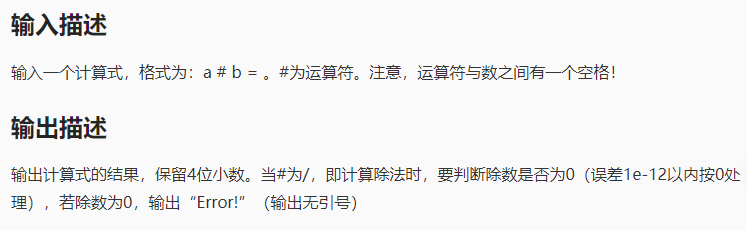 输入描述
输入一个计算式，格式为：a # b = 。#为运算符。注意，运算符与数之间有一个空格！
输出描述
输出计算式的结果，保留4位小数。当#为/，即计算除法时，要判断除数是否为0（误差1e-12以内按0处
理），若除数为0，输出“Error!”（输出无引号）